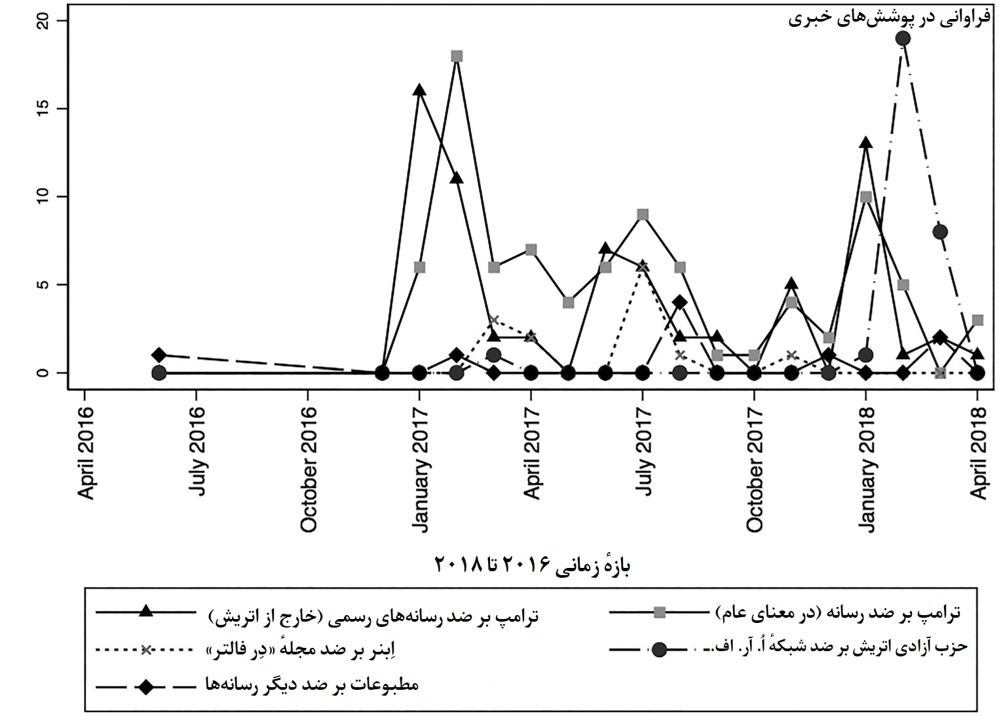 فراوانی در پوشش‌های خبری
20
15
10
5
0
April 2016
July 2016
October 2016
January 2017
April 2017
July 2017
October 2017
January 2018
April 2018
بازهٔ زمانی ۲۰۱۶ تا ۲۰۱۸
ترامپ بر ضد رسانه (در معنای عام)
ترامپ بر ضد رسانه‌های رسمی (خارج از اتریش)
حزب آزادی اتریش بر ضد شبکهٔ اُ. آر. اف.
اِبنر بر ضد مجلهٔ «دِر فالتر»
مطبوعات بر ضد دیگر رسانه‌ها